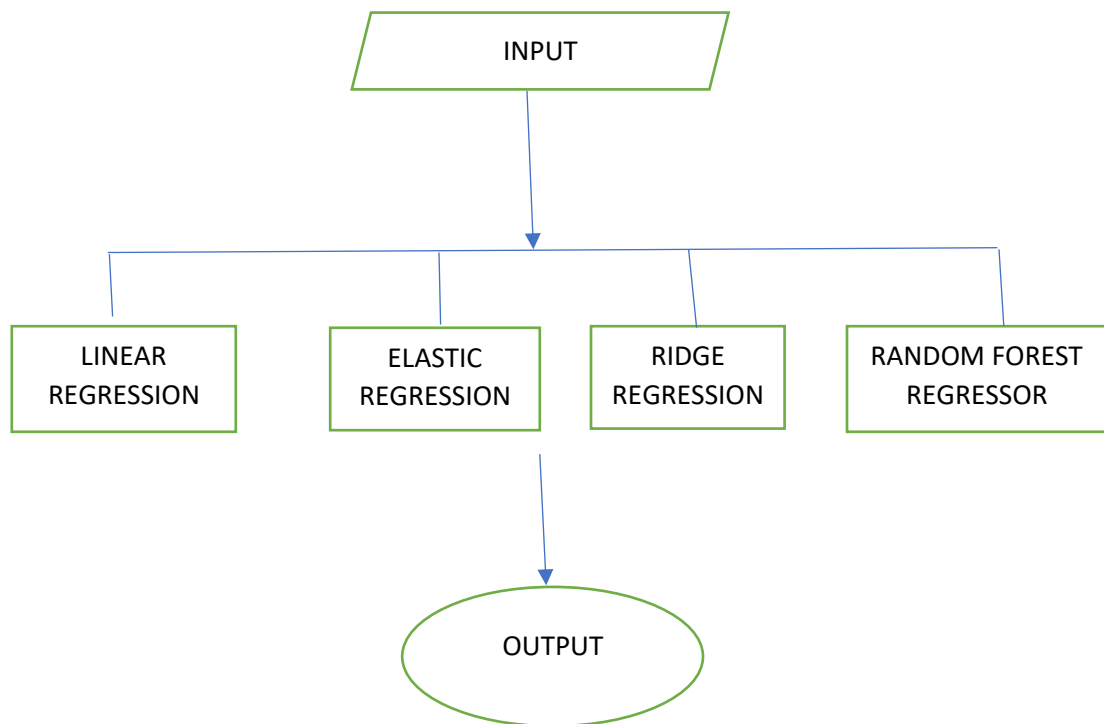 INPUT
LINEAR
REGRESSION
ELASTIC
REGRESSION
RIDGE
REGRESSION
RANDOM FOREST
REGRESSOR
OUTPUT